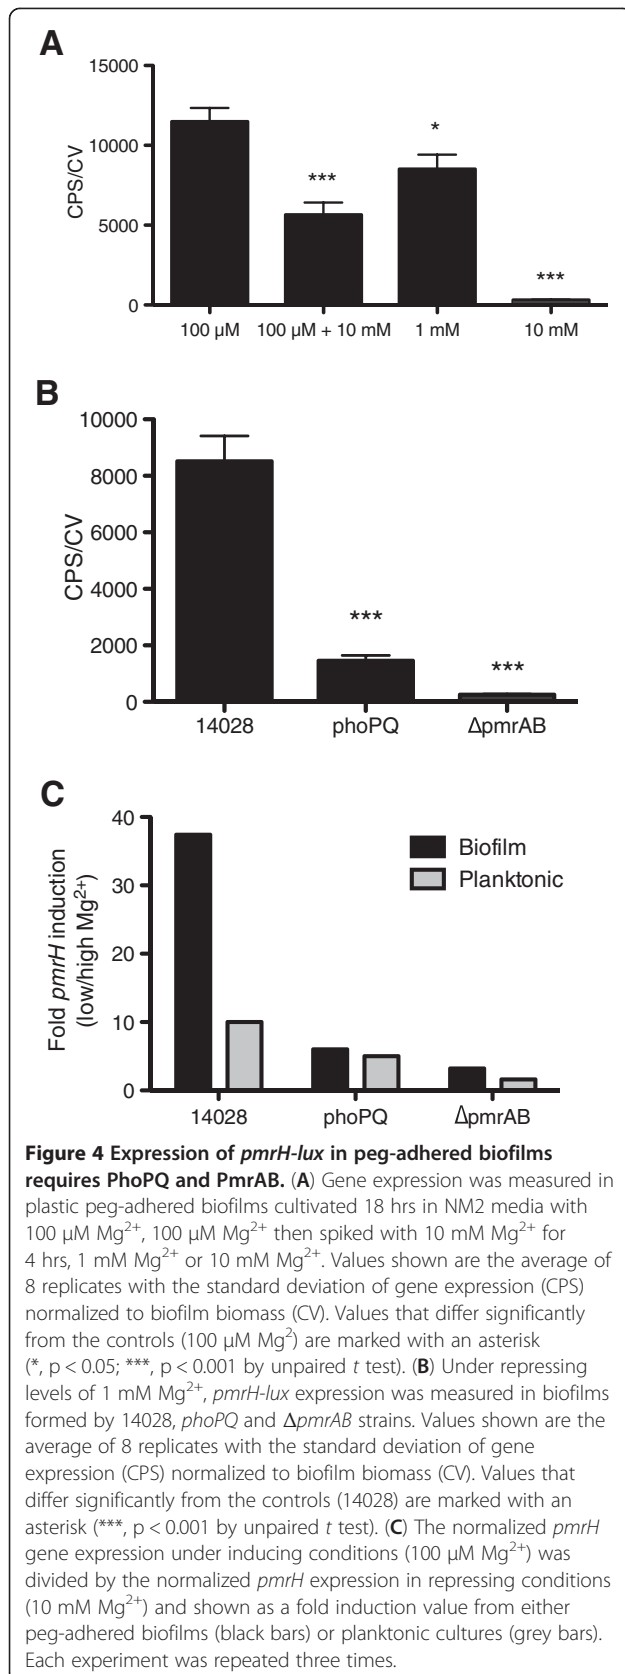 A
15000
10000
5000
0
CPS/CV
***
*
***
100 µM
100 µM + 10 mM
1 mM
10 mM
B
10000
8000
6000
4000
2000
0
CPS/CV
***
***
14028
phoPQ
ΔpmrAB
C
40
30
20
10
0
Fold pmrH induction
(low/high Mg2+)
Biofilm
Planktonic
14028
phoPQ
ΔpmrAB
Figure 4 Expression of pmrH-lux in peg-adhered biofilms
requires PhoPQ and PmrAB. (A) Gene expression was measured in
plastic peg-adhered biofilms cultivated 18 hrs in NM2 media with
100 µM Mg2+, 100 µM Mg2+ then spiked with 10 mM Mg2+ for
4 hrs, 1 mM Mg2+ or 10 mM Mg2+. Values shown are the average of
8 replicates with the standard deviation of gene expression (CPS)
normalized to biofilm biomass (CV). Values that differ significantly
from the controls (100 µM Mg2) are marked with an asterisk
(*, p < 0.05; ***, p < 0.001 by unpaired t test). (B) Under repressing
levels of 1 mM Mg2+, pmrH-lux expression was measured in biofilms
formed by 14028, phoPQ and ΔpmrAB strains. Values shown are the
average of 8 replicates with the standard deviation of gene
expression (CPS) normalized to biofilm biomass (CV). Values that
differ significantly from the controls (14028) are marked with an
asterisk (***, p < 0.001 by unpaired t test). (C) The normalized pmrH
gene expression under inducing conditions (100 µM Mg2+) was
divided by the normalized pmrH expression in repressing conditions
(10 mM Mg2+) and shown as a fold induction value from either
peg-adhered biofilms (black bars) or planktonic cultures (grey bars).
Each experiment was repeated three times.